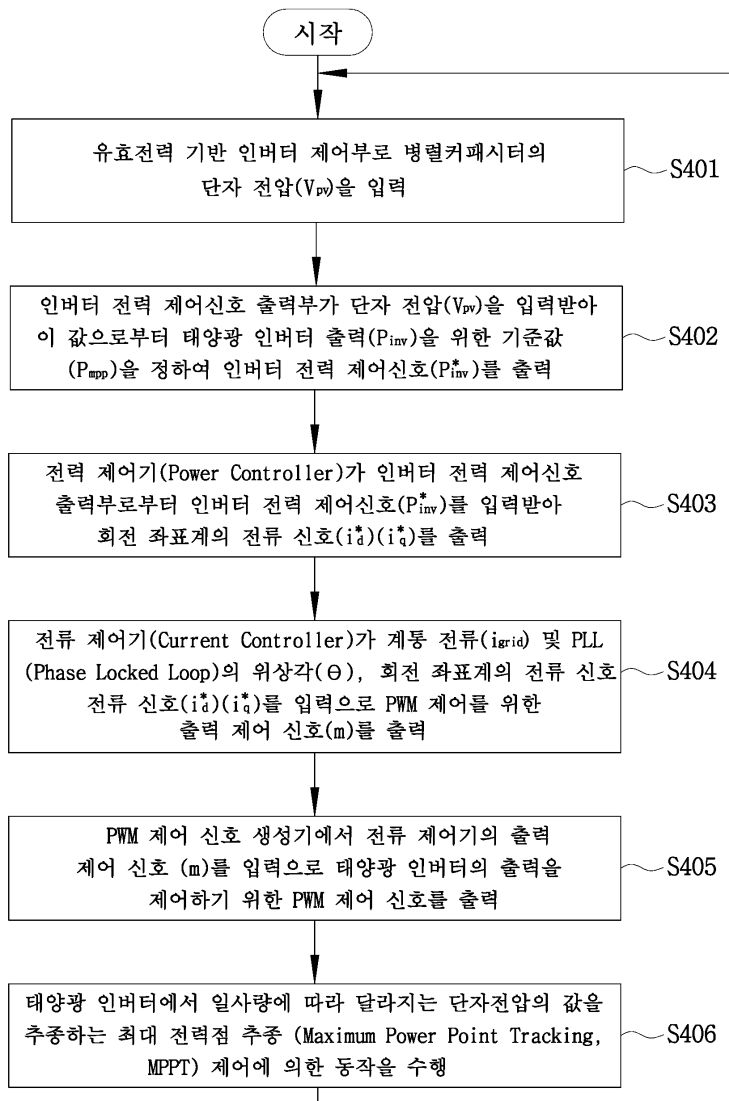 시작
유효전력 기반 인버터 제어부로 병렬커패시터의
단자 전압(Vpv)을 입력
S401
인버터 전력 제어신호 출력부가 단자 전압(Vpv)을 입력받아
이 값으로부터 태양광 인버터 출력(Pinv)을 위한 기준값
(Pmpp)을 정하여 인버터 전력 제어신호(P*inv)를 출력
S402
전력 제어기(Power Controller)가 인버터 전력 제어신호
출력부로부터 인버터 전력 제어신호(P*inv)를 입력받아
회전 좌표계의 전류 신호(i*d)(i*q)를 출력
S403
전류 제어기(Current Controller)가 계통 전류(igrid) 및 PLL
(Phase Locked Loop)의 위상각(Θ), 회전 좌표계의 전류 신호
전류 신호(i*d)(i*q)를 입력으로 PWM 제어를 위한
출력 제어 신호(m)를 출력
S404
PWM 제어 신호 생성기에서 전류 제어기의 출력
제어 신호 (m)를 입력으로 태양광 인버터의 출력을
제어하기 위한 PWM 제어 신호를 출력
S405
태양광 인버터에서 일사량에 따라 달라지는 단자전압의 값을
추종하는 최대 전력점 추종 (Maximum Power Point Tracking,
MPPT) 제어에 의한 동작을 수행
S406